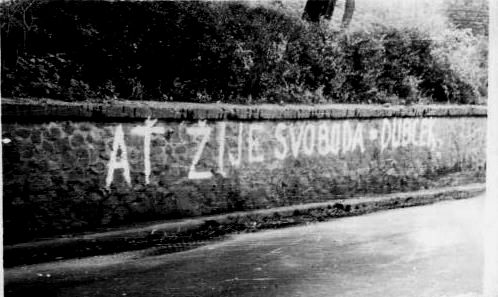 AŤ ŽIJE SVOBODA • DUBČEK